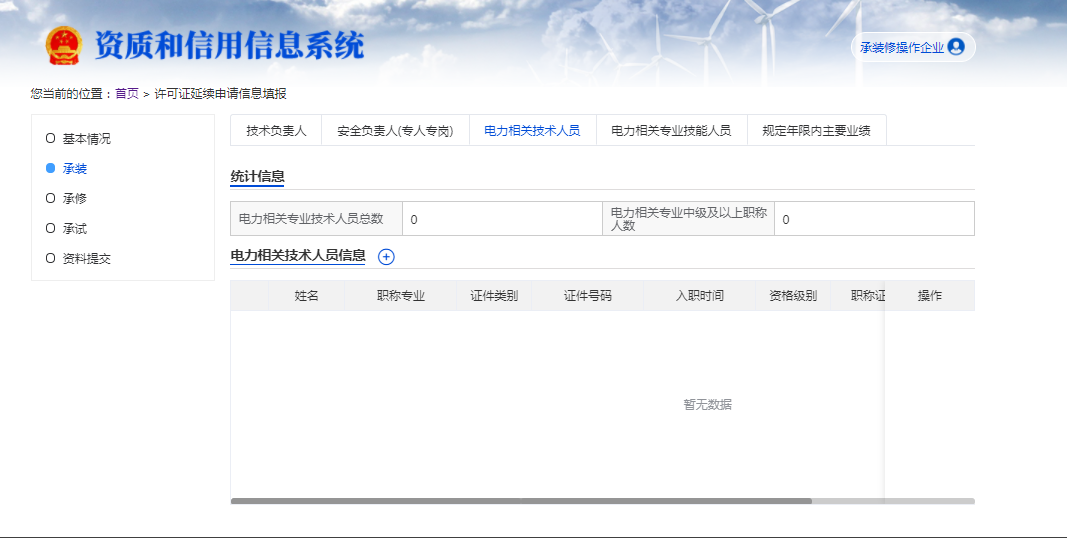 资质和信用信息系统
承装修操作企业
您当前的位置：首页 > 许可证延续申请信息填报
基本情况
承装
承修
承试
资料提交
技术负责人 安全负责人(专人专岗) 电力相关技术人员 电力相关专业技能人员 规定年限内主要业绩
统计信息
电力相关专业技术人员总数 0 电力相关专业中级及以上职称
人数 0
电力相关技术人员信息
姓名 职称专业 证件类别 证件号码 入职时间 资格级别 职称证 操作
暂无数据